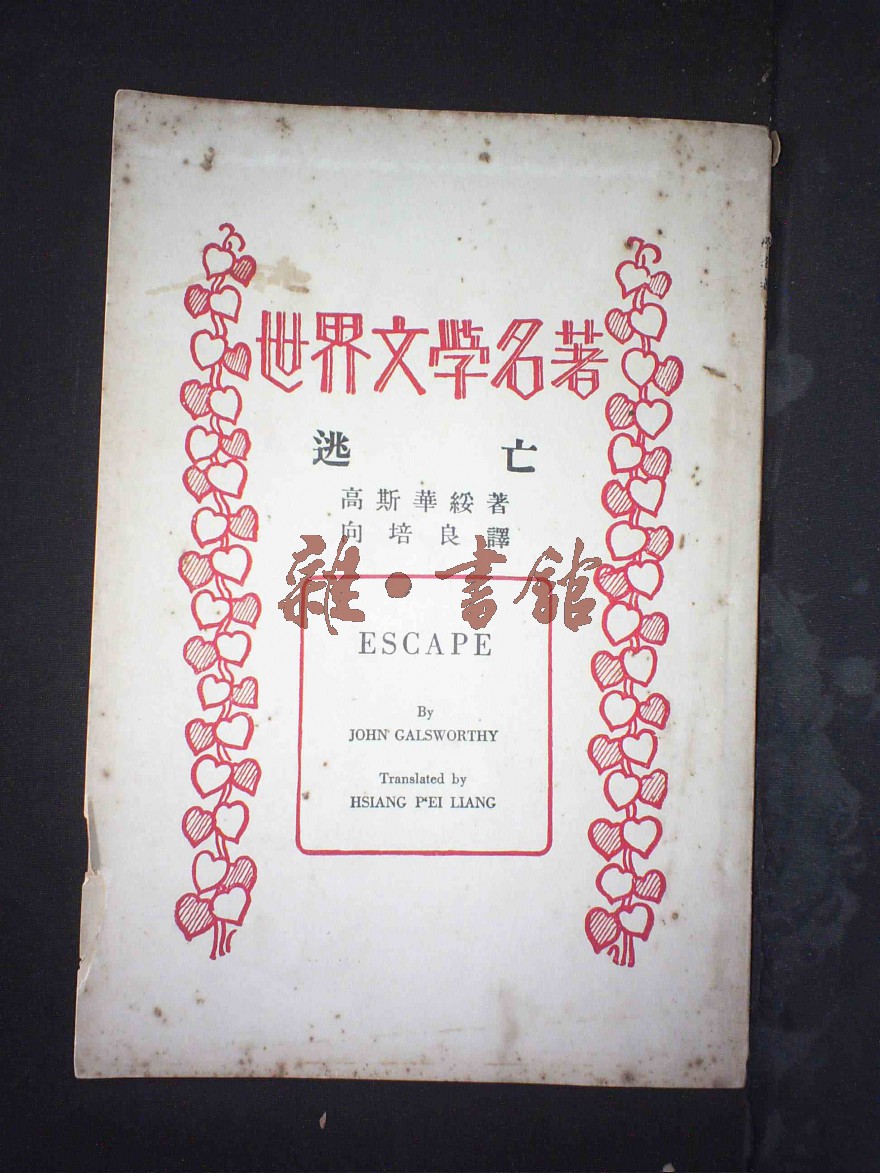 世界文学名著
逃亡
高斯華綏著
向培良譯
雜·書館
ESCAPE
By
JOHN GALSWORTHY
Translated by
HSIANG P‘EI LIANG